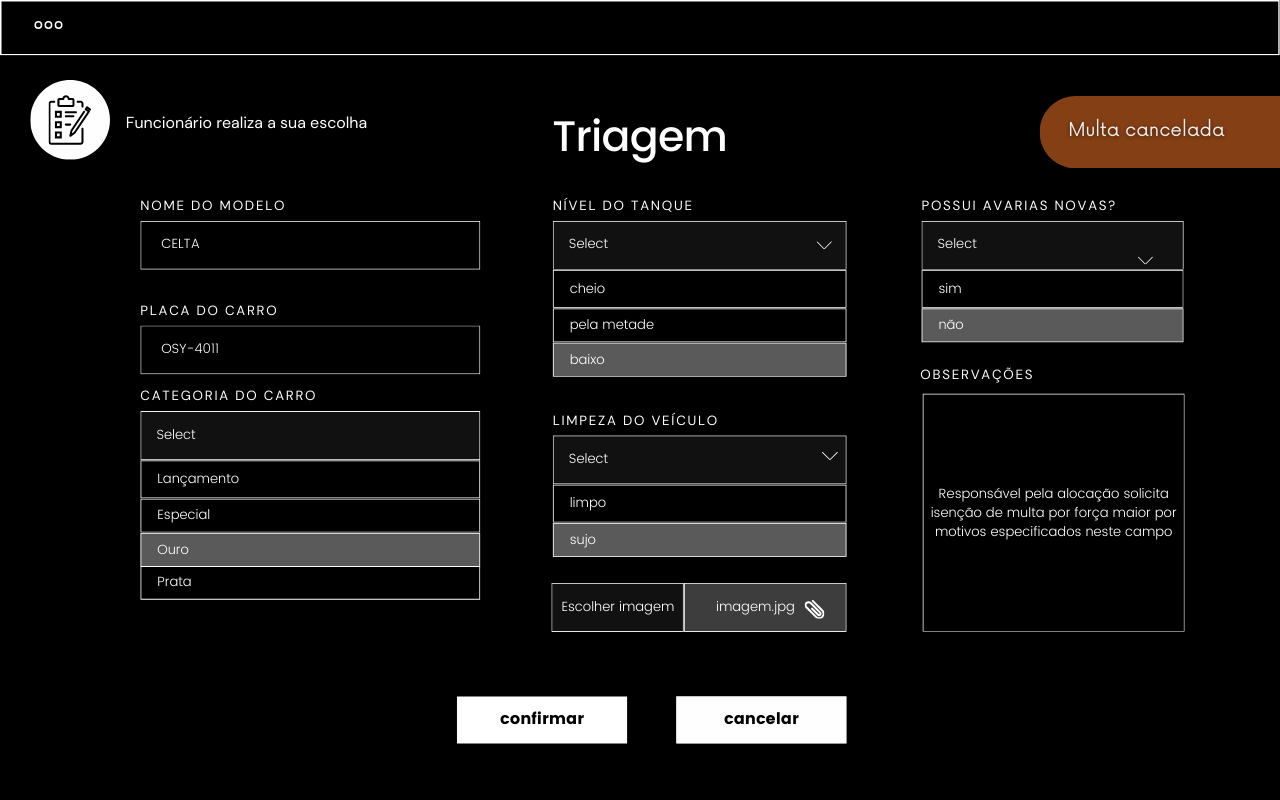 Funcionário realiza a sua escolha
Triagem
Multa cancelada
NOME DO MODELO
CELTA
PLACA DO CARRO
OSY-4011
CATEGORIA DO CARRO
Select
Lançamento
Especial
Ouro
Prata
NÍVEL DO TANQUE
Select
cheio
pela metade
baixo
LIMPEZA DO VEÍCULO
Select
limpo
sujo
Escolher imagem
imagem.jpg
POSSUI AVARIAS NOVAS?
Select
sim
não
OBSERVAÇÕES
Responsável pela alocação solicita
isenção de multa por força maior por
motivos especificados neste campo
confirmar
cancelar